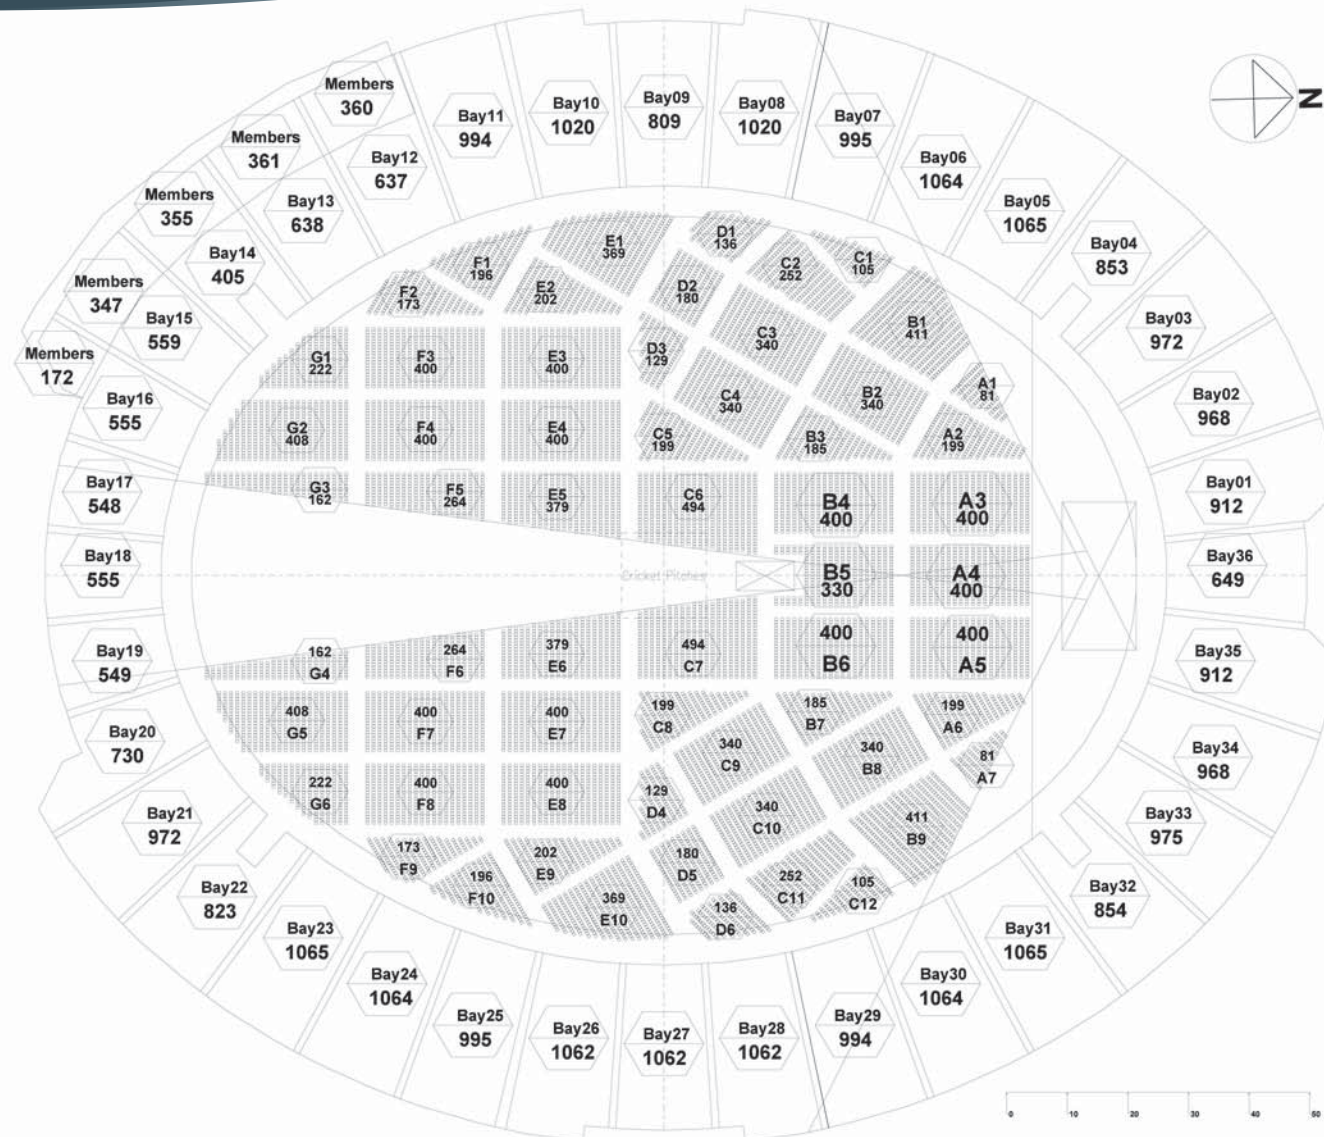 Members
360
Members
361
Members
355
Members
347
Members
172
Bay11
994
Bay10
1020
Bay09
809
Bay08
1020
Bay07
995
Bay06
1064
Bay05
1065
Bay04
853
Bay03
972
Bay02
968
Bay01
912
Bay36
649
Bay35
912
Bay34
968
Bay33
975
Bay32
854
Bay31
1065
Bay30
1064
Bay29
994
Bay28
1062
Bay27
1062
Bay26
1062
Bay25
995
Bay24
1064
Bay23
1065
Bay22
823
Bay21
972
Bay20
730
Bay19
549
Bay18
555
Bay17
548
Bay16
555
Bay15
559
Bay14
405
Bay13
638
Bay12
637
N
F2
173
F1
196
E1
369
E2
202
D1
136
D2
180
D3
129
C2
252
C1
105
C3
340
C4
340
C5
199
B1
411
B2
340
B3
185
A1
81
A2
199
G1
222
F3
400
E3
400
G2
408
F4
400
E4
400
G3
162
F5
264
E5
379
C6
494
B4
400
A3
400
Cricket Pitches
B5
330
A4
400
162
G4
264
F6
379
E6
494
C7
400
B6
400
A5
408
G5
400
F7
400
E7
199
C8
185
B7
199
A6
340
C9
340
B8
81
A7
222
G6
400
F8
400
E8
129
D4
340
C10
411
B9
173
F9
196
F10
202
E9
369
E10
180
D5
136
D6
252
C11
105
C12
0 10 20 30 40 50